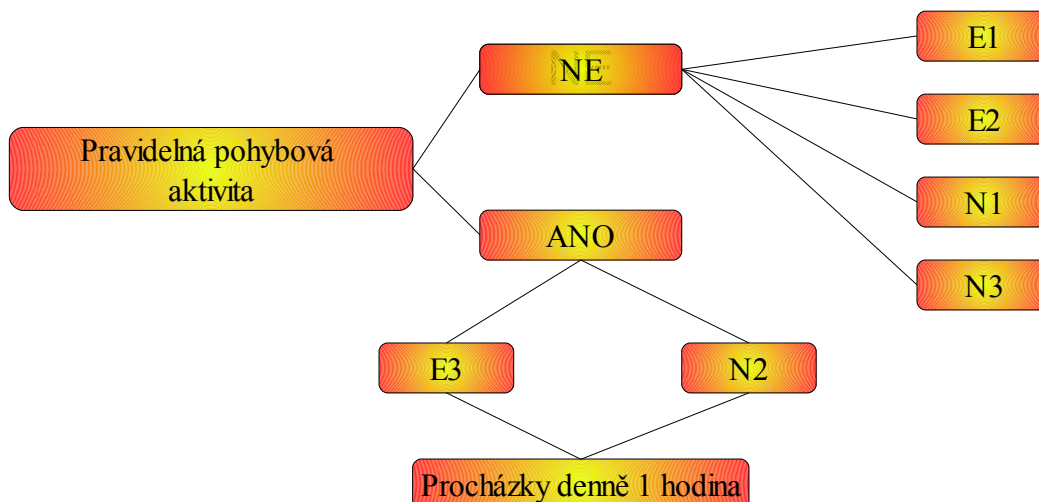 E1
NE
E2
Pravidelná pohybová
aktivita
N1
ANO
N3
E3
N2
Procházky denně 1 hodina